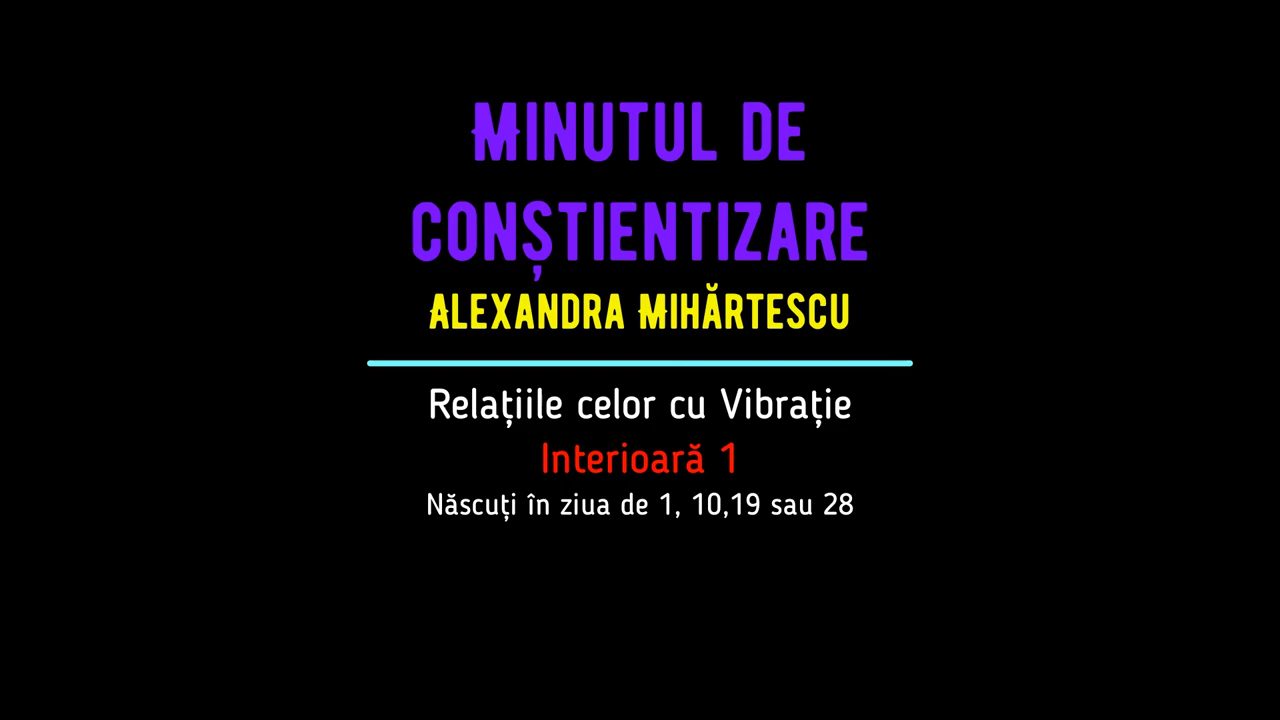 MINUTUL DE
CONȘTIENTIZARE
ALEXANDRA MIHĂRTESCU
Relațiile celor cu Vibrație
Interioară 1
Născuți în ziua de 1, 10,19 sau 28